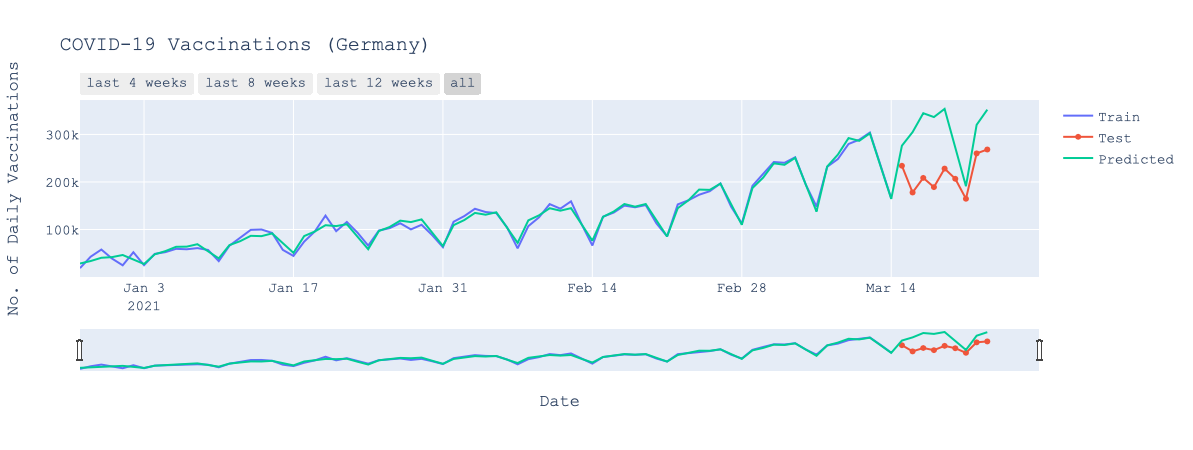 COVID-19 Vaccinations (Germany)
last 4 weeks last 8 weeks last 12 weeks all
No. of Daily Vaccinations
300k
200k
100k
Jan 3 Jan 17 Jan 31 Feb 14 Feb 28 Mar 14
2021
Date
Train
Test
Predicted